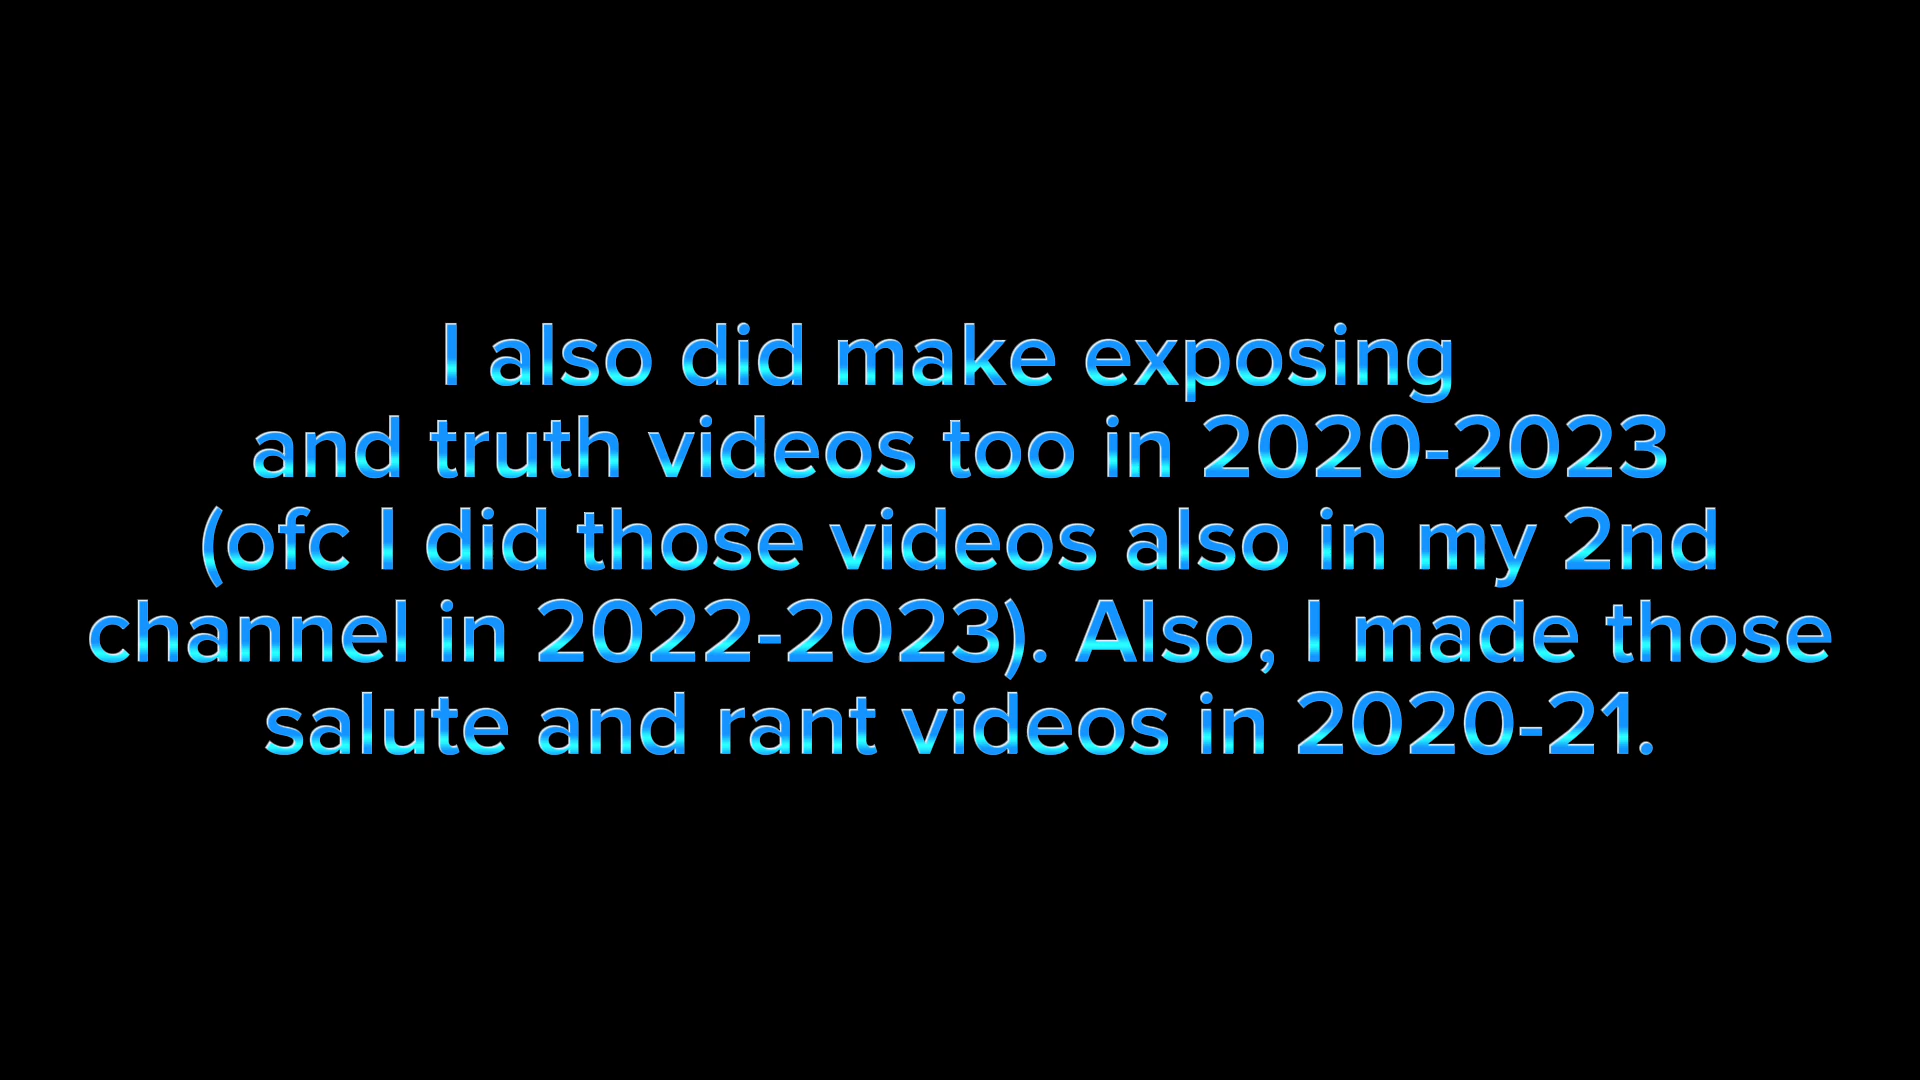 I also did make exposing
and truth videos too in 2020-2023
(ofc I did those videos also in my 2nd
channel in 2022-2023). Also, I made those
salute and rant videos in 2020-21.